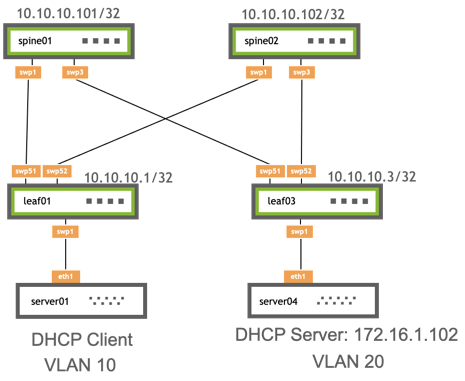 10.10.10.101/32
10.10.10.102/32
spine01
spine02
swp1
swp3
swp1
swp3
swp51
swp52
swp51
swp52
10.10.10.1/32
10.10.10.3/32
leaf01
leaf03
swp1
swp1
eth1
eth1
server01
server04
DHCP Client
VLAN 10
DHCP Server: 172.16.1.102
VLAN 20